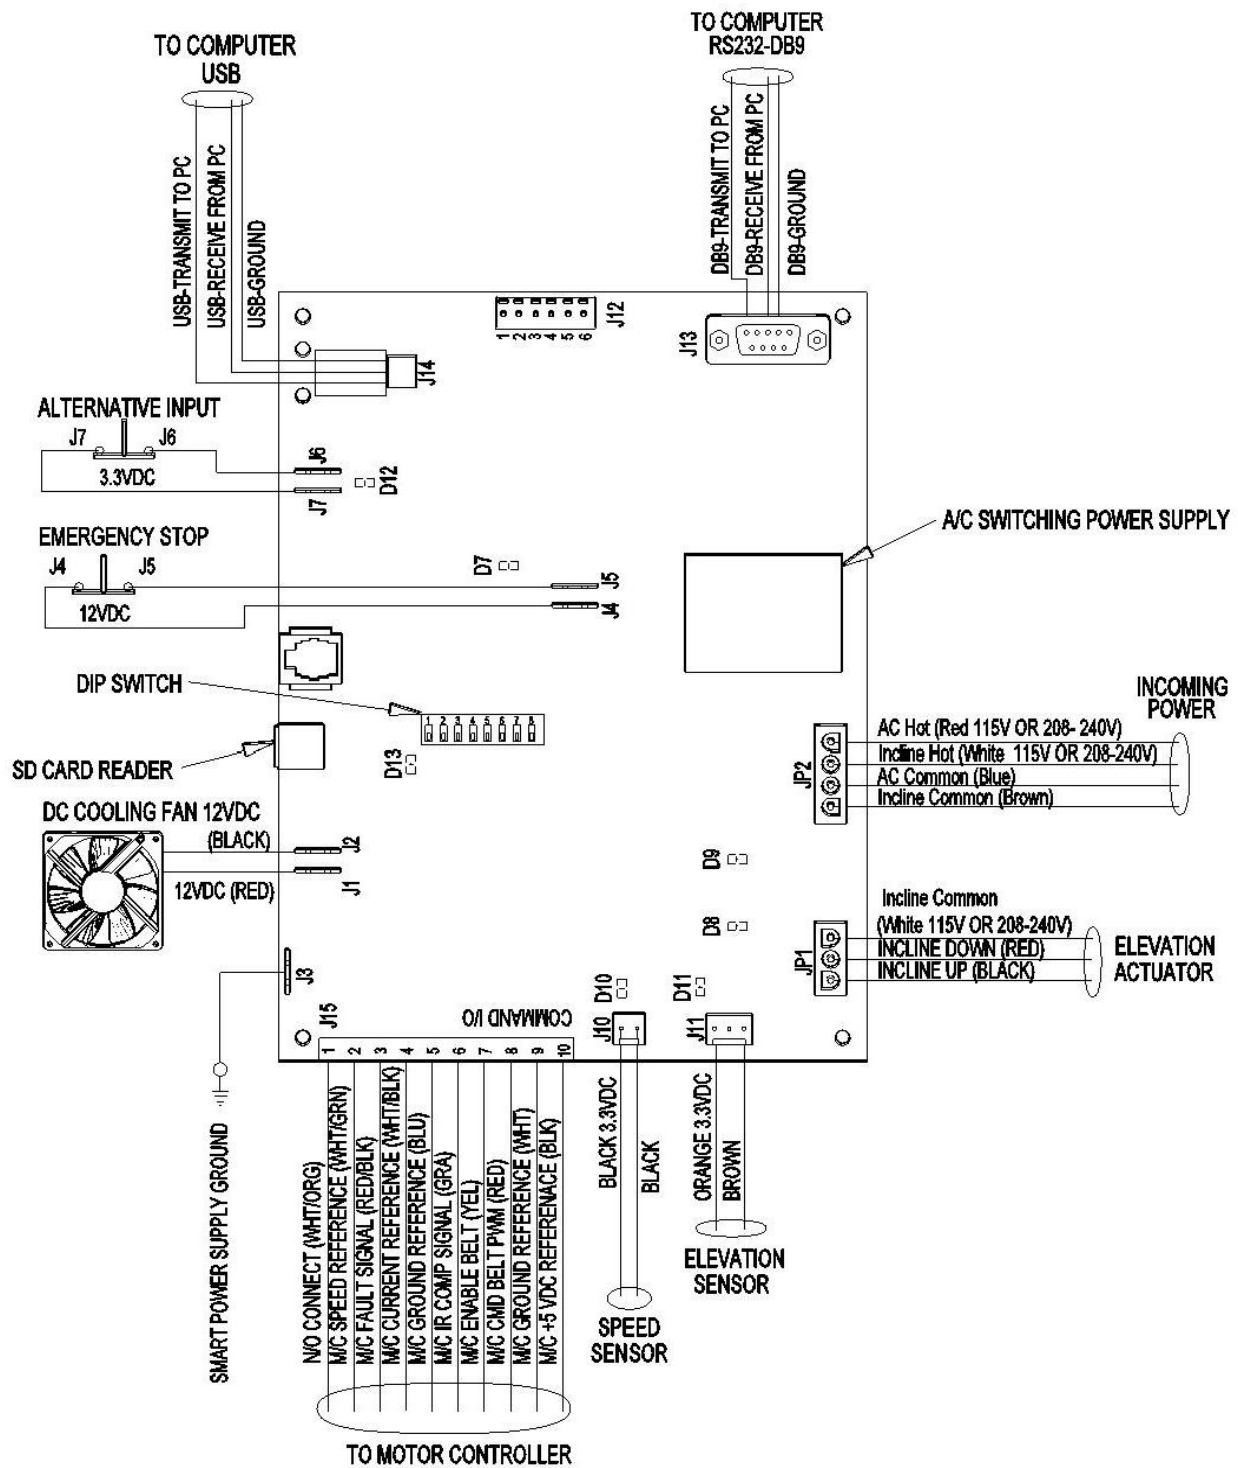 TO COMPUTER
USB
TO COMPUTER
RS232-DB9
USB-TRANSMIT TO PC
USB-RECEIVE FROM PC
USB-GROUND
DB9-TRANSMIT TO PC
DB9-RECEIVE FROM PC
DB9-GROUND
J12
1 2 3 4 5 6
J13
J14
ALTERNATIVE INPUT
J7 J6
3.3VDC
J6
J7
D12
EMERGENCY STOP
J4 J5
12VDC
D7
J5
J4
A/C SWITCHING POWER SUPPLY
DIP SWITCH
1 2 3 4 5 6 7 8
D13
SD CARD READER
INCOMING
POWER
AC Hot (Red 115V OR 208- 240V)
Incline Hot (White 115V OR 208-240V)
AC Common (Blue)
Incline Common (Brown)
JP2
DC COOLING FAN 12VDC
(BLACK)
12VDC (RED)
J2
J1
D9
D8
Incline Common
(White 115V OR 208-240V)
INCLINE DOWN (RED)
INCLINE UP (BLACK)
JP1
ELEVATION
ACTUATOR
J3
D10
D11
J15
COMMAND I/O
J10
J11
1 2 3 4 5 6 7 8 9 10
SMART POWER SUPPLY GROUND
N/O CONNECT (WHT/ORG)
M/C SPEED REFERENCE (WHT/GRN)
M/C FAULT SIGNAL (RED/BLK)
M/C CURRENT REFERENCE (WHT/BLK)
M/C GROUND REFERENCE (BLU)
M/C IR COMP SIGNAL (GRA)
M/C ENABLE BELT (YEL)
M/C CMD BELT PWM (RED)
M/C GROUND REFERENCE (WHT)
M/C +5 VDC REFERENACE (BLK)
BLACK 3.3VDC
BLACK
ORANGE 3.3VDC
BROWN
ELEVATION
SENSOR
SPEED
SENSOR
TO MOTOR CONTROLLER